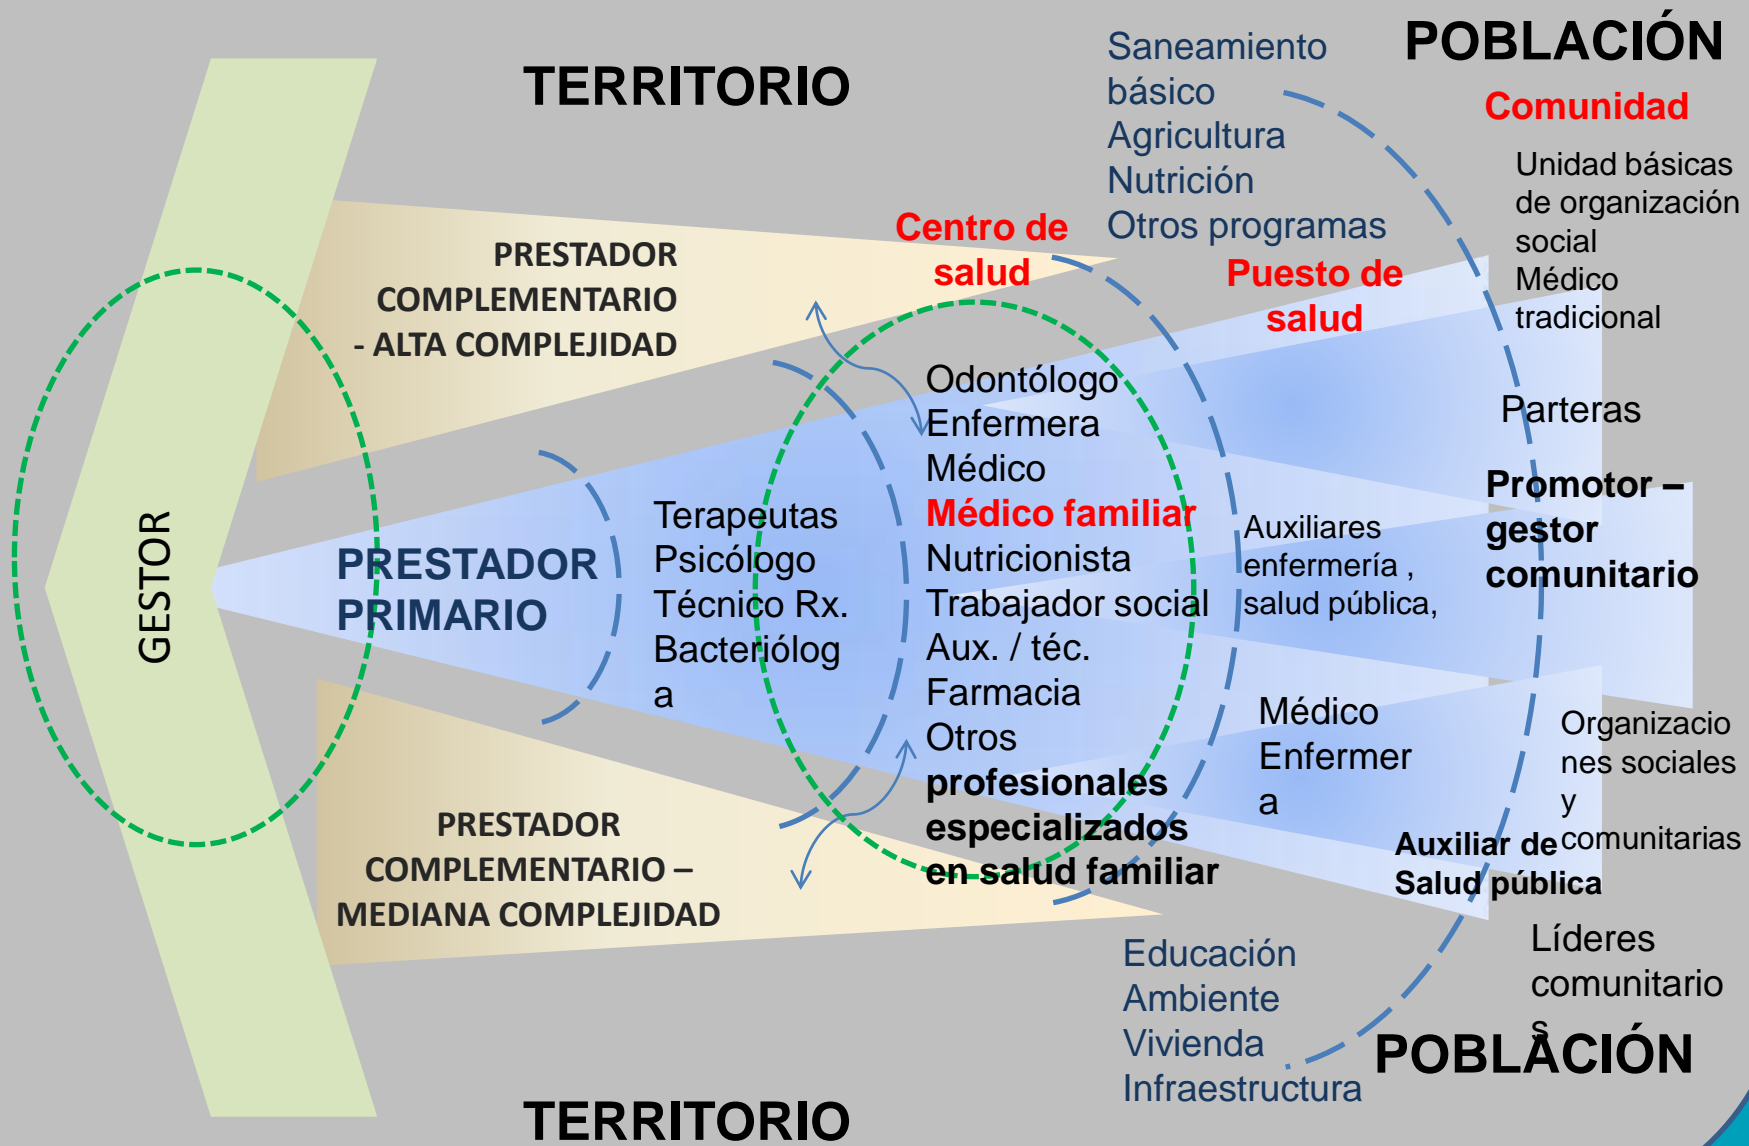 TERRITORIO
POBLACIÓN
Comunidad
Saneamiento
básico
Agricultura
Nutrición
Otros programas
Unidad básicas
de organización
social
Médico
tradicional
PRESTADOR
COMPLEMENTARIO
- ALTA COMPLEJIDAD
Centro de
salud
Puesto de
salud
GESTOR
PRESTADOR
PRIMARIO
Terapeutas
Psicólogo
Técnico Rx.
Bacteriólog
a
Odontólogo
Enfermera
Médico
Médico familiar
Nutricionista
Trabajador social
Aux. / téc.
Farmacia
Otros
profesionales
especializados
en salud familiar
Auxiliares
enfermería ,
salud pública,
Médico
Enfermer
a
Parteras
Promotor –
gestor
comunitario
Organizacio
nes sociales
y
comunitarias
Auxiliar de
Salud pública
Líderes
comunitario
s
PRESTADOR
COMPLEMENTARIO –
MEDIANA COMPLEJIDAD
Educación
Ambiente
Vivienda
Infraestructura
POBLACIÓN
TERRITORIO